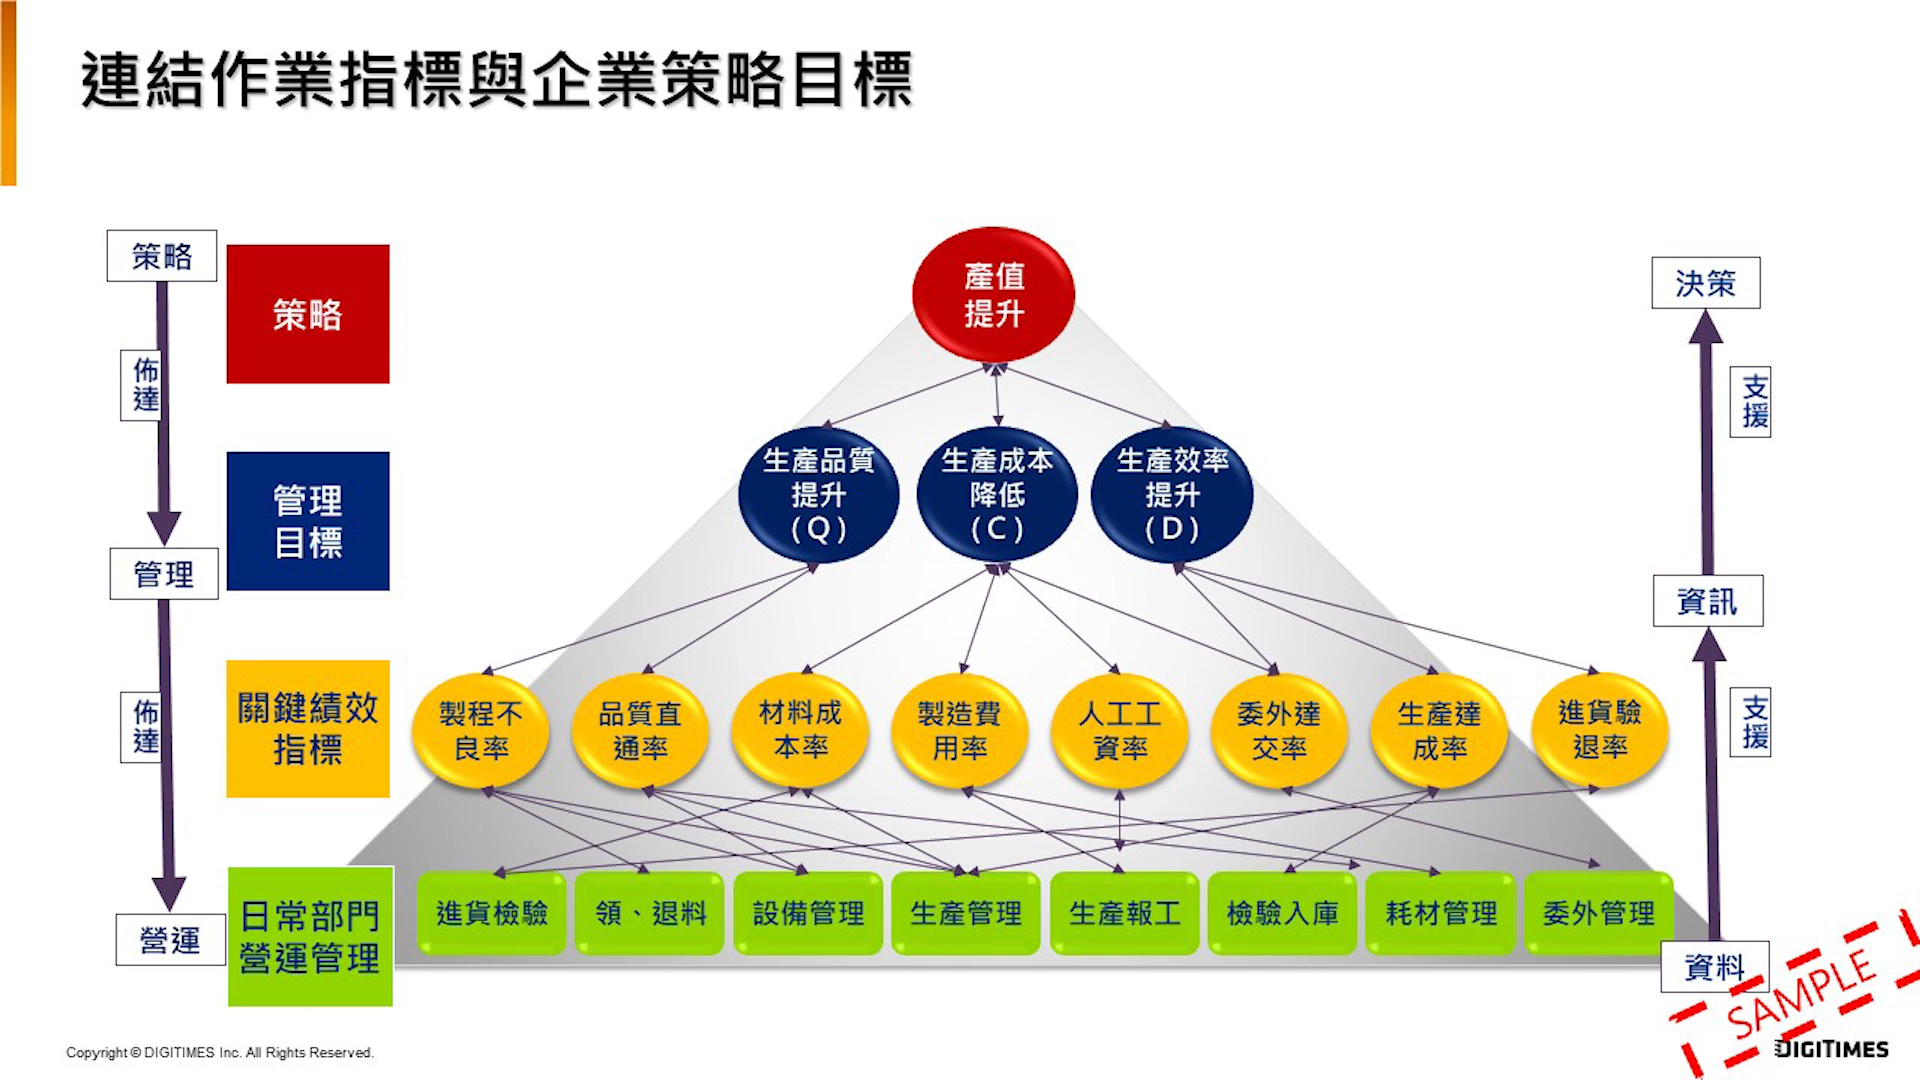 連結作業指標與企業策略目標
策略
佈
達
管理
佈
達
營運
策略
管理
目標
關鍵績效
指標
日常部門
營運管理
產值
提升
生產品質
提升
(Q)
生產成本
降低
(C)
生產效率
提升
(D)
製程不
良率
品質直
通率
材料成
本率
製造費
用率
人工工
資率
委外達
交率
生產達
成率
進貨驗
退率
進貨檢驗
領、退料
設備管理
生產管理
生產報工
檢驗入庫
耗材管理
委外管理
決策
支
援
資訊
支
援
資料
SAMPLE
Copyright © DIGITIMES Inc. All Rights Reserved.
DIGITIMES